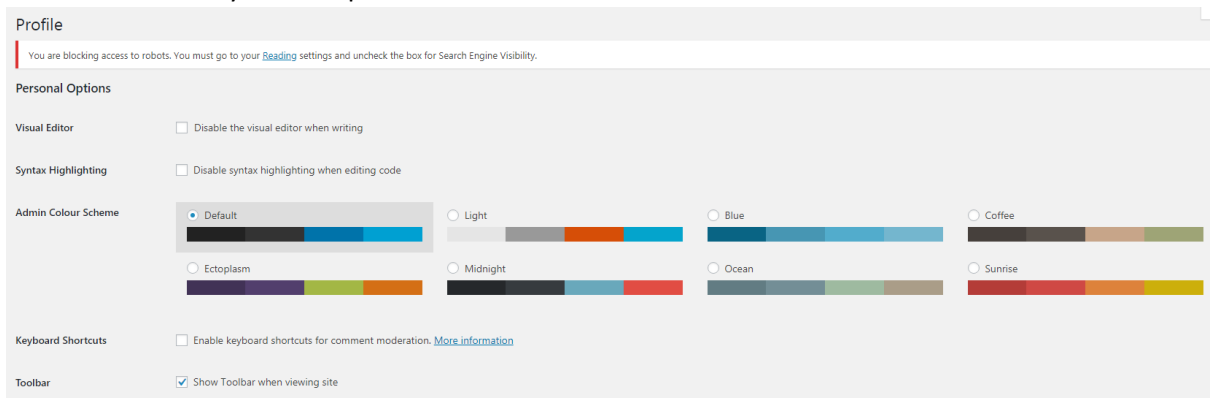 Profile
You are blocking access to robots. You must go to your Reading settings and uncheck the box for Search Engine Visibility.
Personal Options
Visual Editor Disable the visual editor when writing
Syntax Highlighting Disable syntax highlighting when editing code
Admin Colour Scheme Default Light Blue Coffee
Ectoplasm Midnight Ocean Sunrise
Keyboard Shortcuts Enable keyboard shortcuts for comment moderation. More information
Toolbar Show Toolbar when viewing site